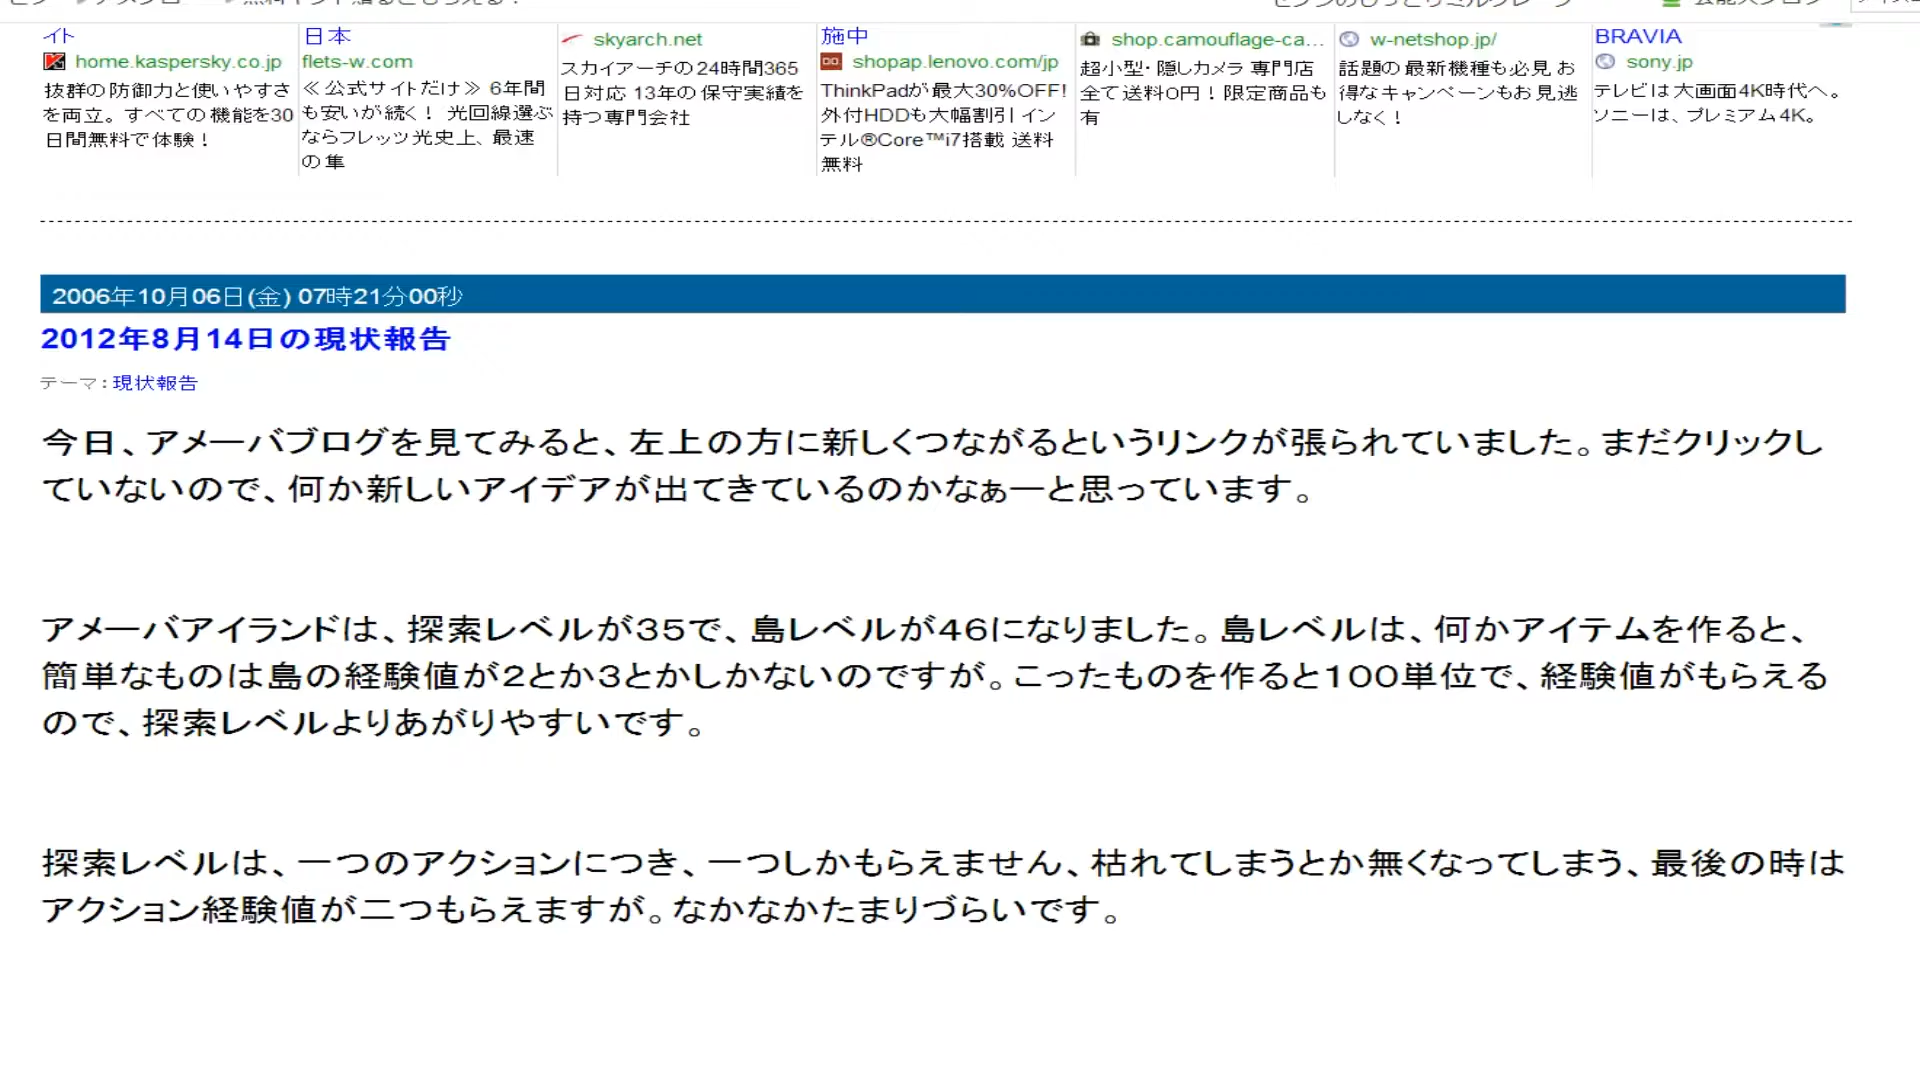 イト
home.kaspersky.co.jp
抜群の防御力と使いやすさ
を両立。すべての機能を30
日間無料で体験！
日本
flets-w.com
≪公式サイトだけ≫ 6年間
も安いが続く！ 光回線選ぶ
ならフレッツ光史上、最速
の隼
skyarch.net
スカイアーチの24時間365
日対応 13年の保守実績を
持つ専門会社
施中
shopap.lenovo.com/jp
ThinkPadが最大30%OFF!
外付HDDも大幅割引 イン
テル®Core™i7搭載 送料
無料
shop.camouflage-ca...
超小型・隠しカメラ 専門店
全て送料0円！限定商品も
有
w-netshop.jp/
話題の最新機種も必見 お
得なキャンペーンもお見逃
しなく！
BRAVIA
sony.jp
テレビは大画面4K時代へ。
ソニーは、プレミアム4K。
2006年10月06日(金) 07時21分00秒
2012年8月14日の現状報告
テーマ：現状報告
今日、アメーバブログを見てみると、左上の方に新しくつながるというリンクが張られていました。まだクリックし
ていないので、何か新しいアイデアが出てきているのかなぁーと思っています。
アメーバアイランドは、探索レベルが35で、島レベルが46になりました。島レベルは、何かアイテムを作ると、
簡単なものは島の経験値が2とか3とかしかないのですが。こったものを作ると100単位で、経験値がもらえる
ので、探索レベルよりあがりやすいです。
探索レベルは、一つのアクションにつき、一つしかもらえません、枯れてしまうとか無くなってしまう、最後の時は
アクション経験値が二つもらえますが。なかなかたまりづらいです。